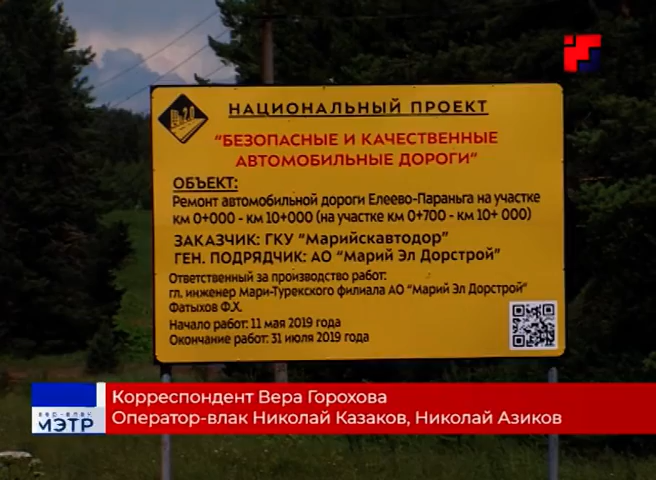 НАЦИОНАЛЬНЫЙ ПРОЕКТ
"БЕЗОПАСНЫЕ И КАЧЕСТВЕННЫЕ
АВТОМОБИЛЬНЫЕ ДОРОГИ"
ОБЪЕКТ:
Ремонт автомобильной дороги Елеево-Параньга на участке
км 0+000 - км 10+000 (на участке км 0+700 - км 10+ 000)
ЗАКАЗЧИК: ГКУ "Марийскавтодор"
ГЕН. ПОДРЯДЧИК: АО "Марий Эл Дорстрой"
Ответственный за производство работ:
гл. инженер Мари-Турекского филиала АО "Марий Эл Дорстрой"
Фатыхов Ф.Х.
Начало работ: 11 мая 2019 года
Окончание работ: 31 июля 2019 года
Корреспондент Вера Горохова
Оператор-влак Николай Казаков, Николай Азиков
МЭТР